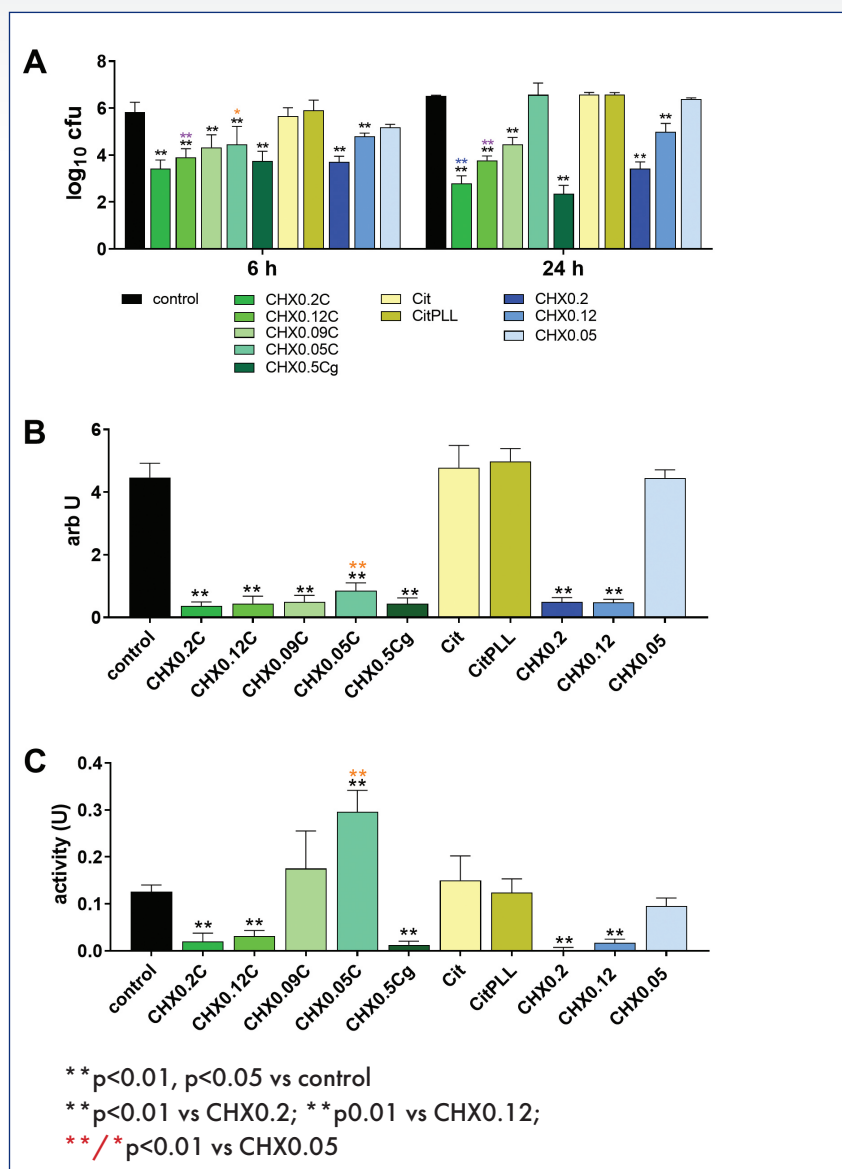 A
log10 cfu
8
6
4
2
0
** ** ** ** ** * ** ** ** **
** ** ** ** ** ** ** ** **
6 h 24 h
control
CHX0.2C
CHX0.12C
CHX0.09C
CHX0.05C
CHX0.5Cg
Cit
CitPLL
CHX0.2
CHX0.12
CHX0.05
B
arb U
6
4
2
0
** ** ** ** ** ** ** **
control CHX0.2C CHX0.12C CHX0.09C CHX0.05C CHX0.5Cg Cit CitPLL CHX0.2 CHX0.12 CHX0.05
C
activity (U)
0.4
0.3
0.2
0.1
0.0
** ** ** ** ** ** **
control CHX0.2C CHX0.12C CHX0.09C CHX0.05C CHX0.5Cg Cit CitPLL CHX0.2 CHX0.12 CHX0.05
**p<0.01, p<0.05 vs control
**p<0.01 vs CHX0.2; **p0.01 vs CHX0.12;
**/*p<0.01 vs CHX0.05